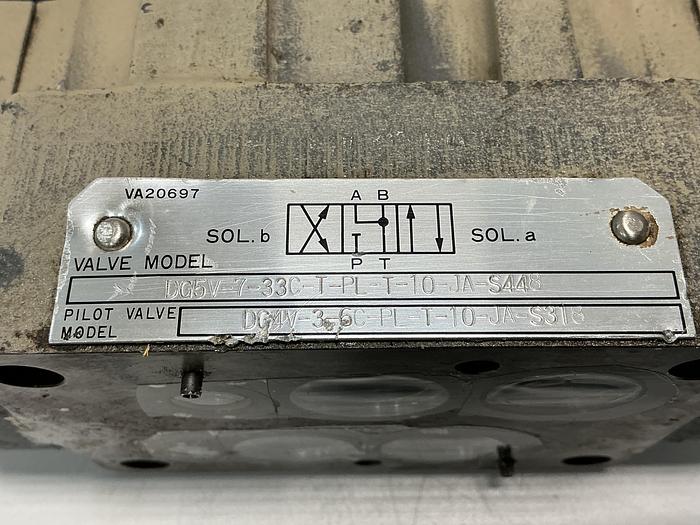 VA20697
A B
SOL.b
SOL.a
P T
VALVE MODEL
DG5V-7-33C-T-PL-T-10-JA-S448
PILOT VALVE MODEL
DG4V-3-6C-PL-T-10-JA-S318